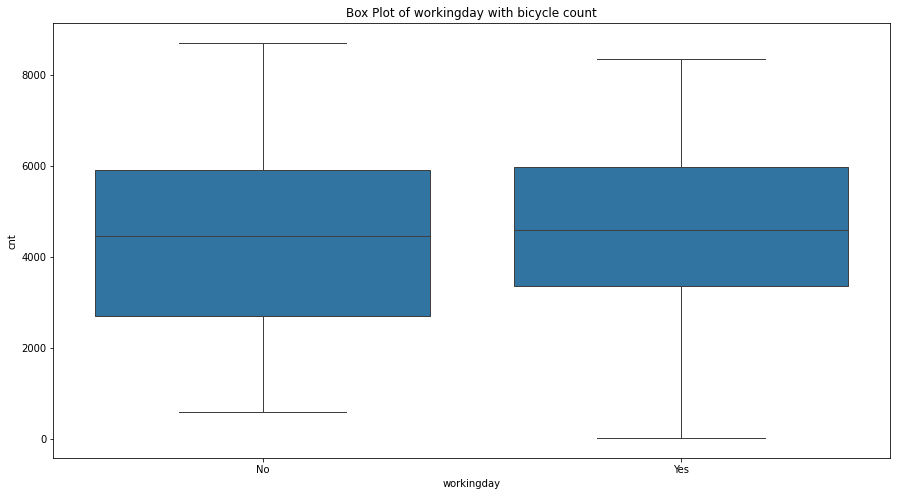 Box Plot of workingday with bicycle count
8000
6000
4000
2000
0
cnt
No
Yes
workingday